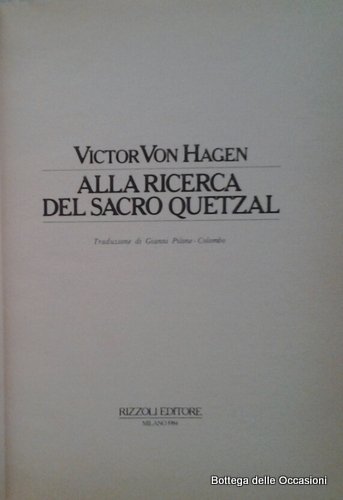 VICTOR VON HAGEN
ALLA RICERCA
DEL SACRO QUETZAL
Traduzione di Gianni Pilone - Colombo
RIZZOLI EDITORE
MILANO 1984
Bottega delle Occasioni